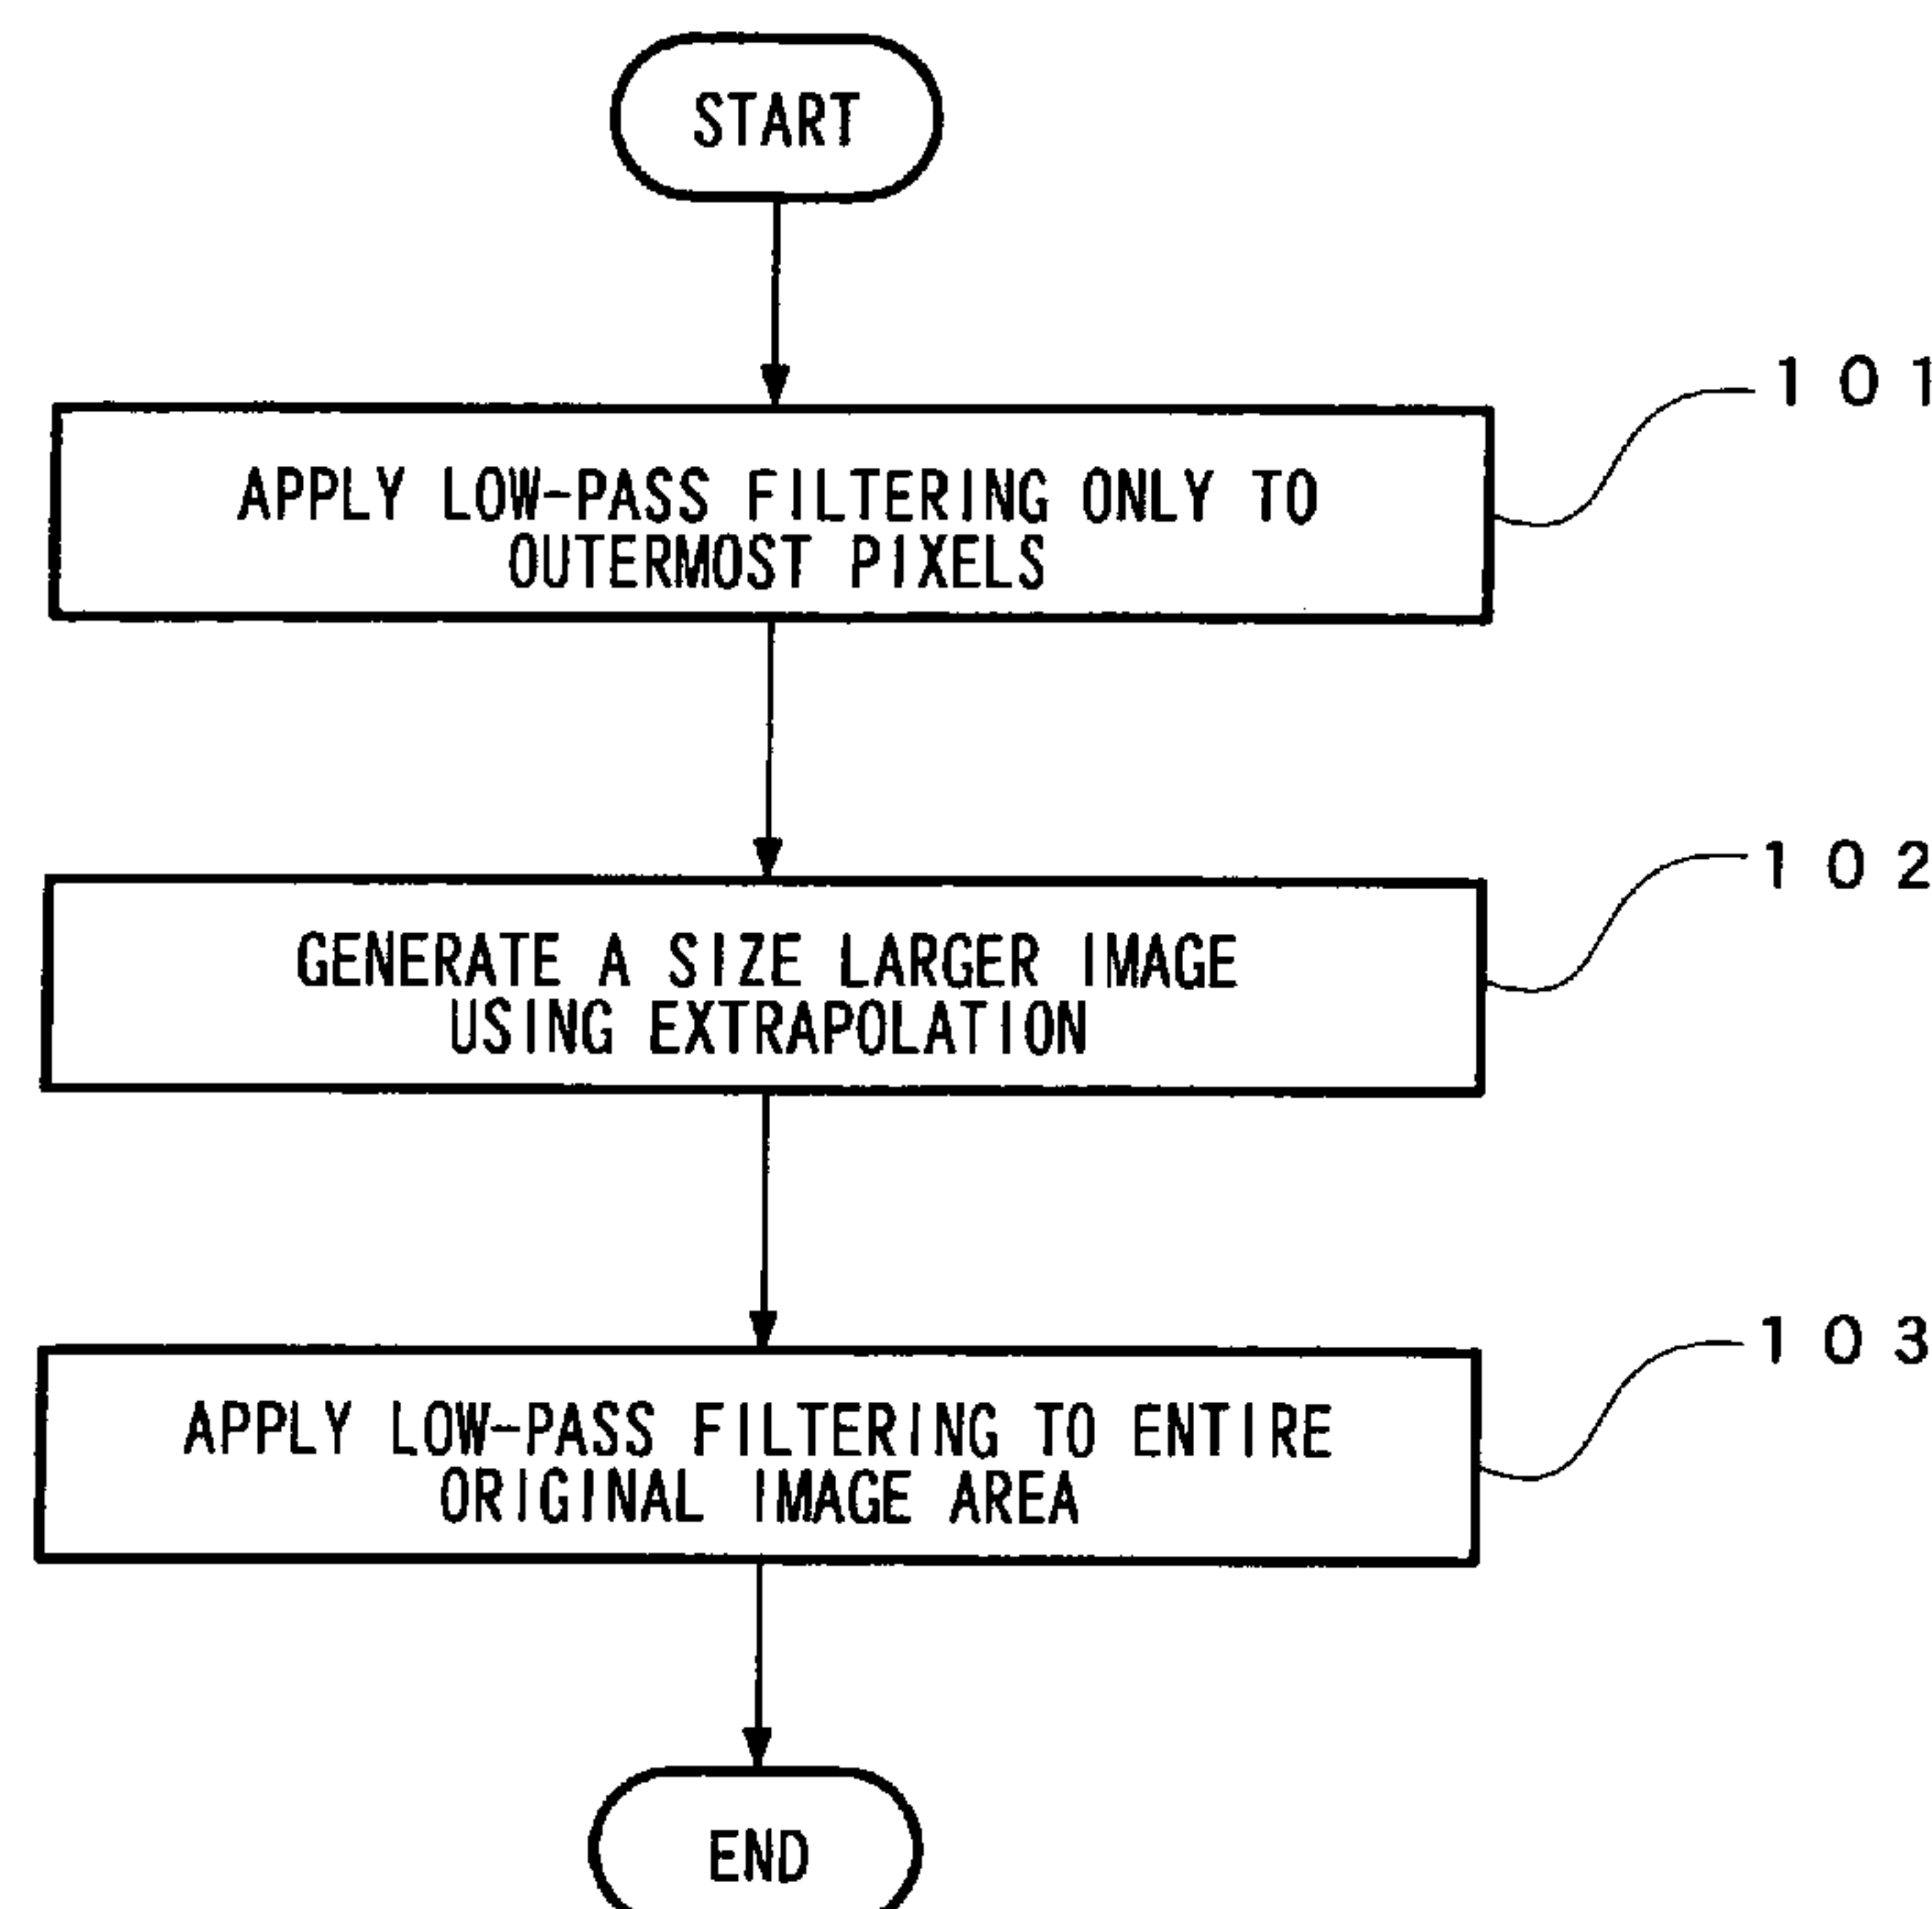 START
101
APPLY LOW-PASS FILTERING ONLY TO
OUTERMOST PIXELS
102
GENERATE A SIZE LARGER IMAGE
USING EXTRAPOLATION
103
APPLY LOW-PASS FILTERING TO ENTIRE
ORIGINAL IMAGE AREA
END